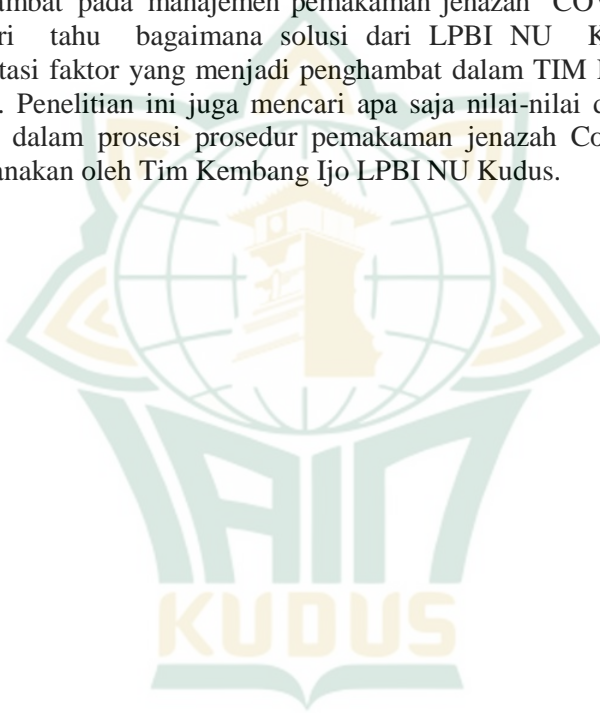 ambat pada manajemen pemakaman jenazah COV
ri tahu bagaimana solusi dari LPBI NU K
tasi faktor yang menjadi penghambat dalam TIM
. Penelitian ini juga mencari apa saja nilai-nilai d
dalam prosesi prosedur pemakaman jenazah Co
anakan oleh Tim Kembang Ijo LPBI NU Kudus.
IAIN
KUDUS